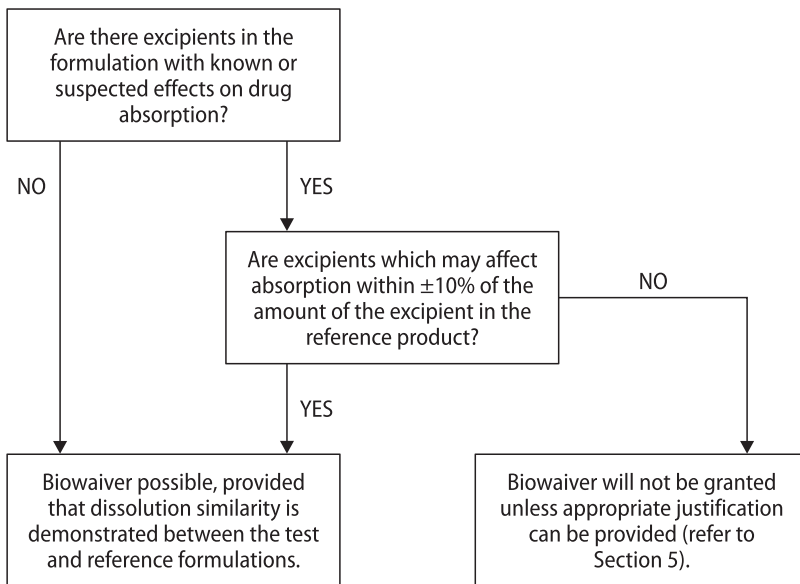 Are there excipients in the
formulation with known or
suspected effects on drug
absorption?
NO
YES
Are excipients which may affect
absorption within ±10% of the
amount of the excipient in the
reference product?
NO
YES
Biowaiver possible, provided
that dissolution similarity is
demonstrated between the test
and reference formulations.
Biowaiver will not be granted
unless appropriate justification
can be provided (refer to
Section 5).